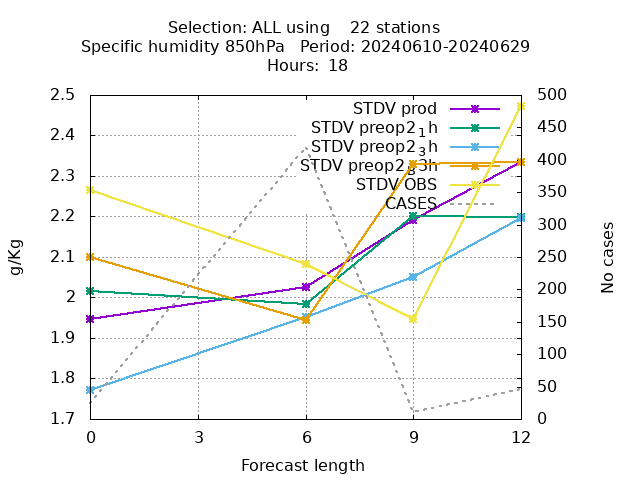 Selection: ALL using    22 stations
Specific humidity 850hPa   Period: 20240610-20240629
Hours:  18
2.5
2.4
2.3
2.2
2.1
2
1.9
1.8
1.7
g/Kg
500
450
400
350
300
250
200
150
100
50
0
No cases
STDV prod
STDV preop2₁h
STDV preop2₃h
STDV preop2₈3h
STDV OBS
CASES
0 3 6 9 12
Forecast length